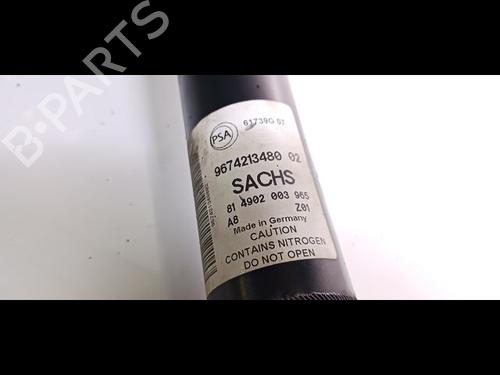 B-PARTS
PSA
61739G 07
9674213480 02
SACHS
81 4902 003 965
A8 Z01
Made in Germany
CAUTION
CONTAINS NITROGEN
DO NOT OPEN